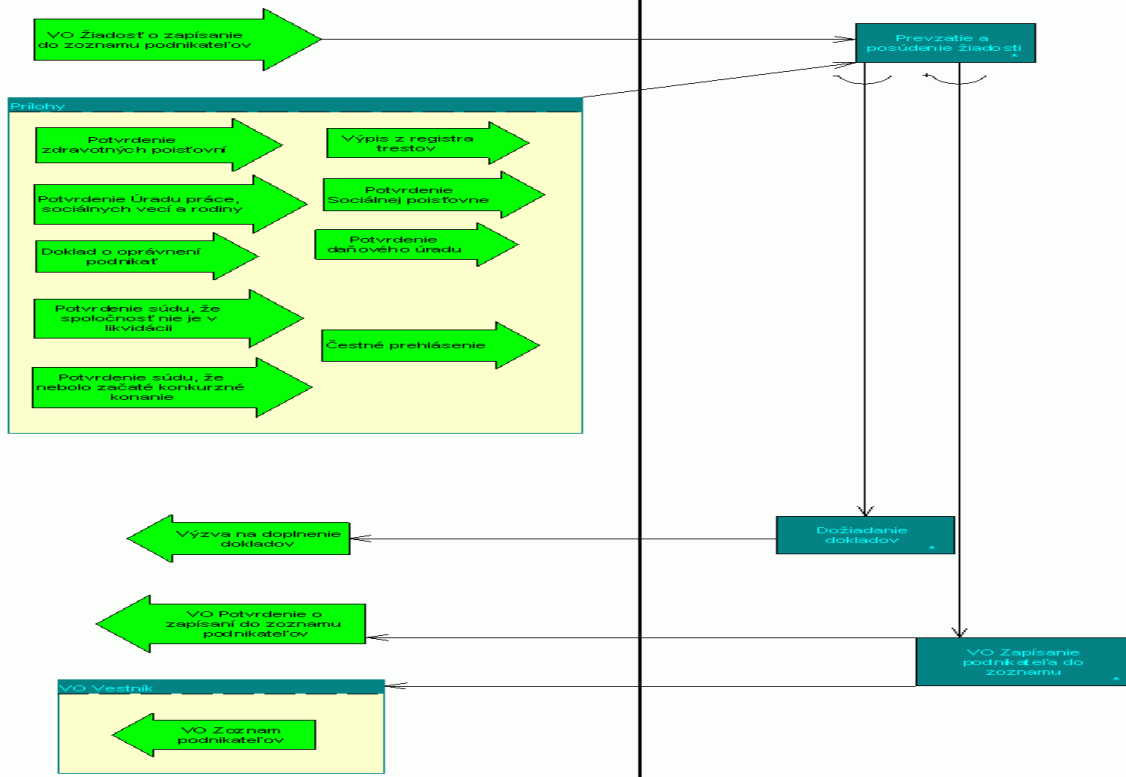 VO Žiadosť o zapísanie
do zoznamu podnikateľov
Prevzatie a
posúdenie žiadosti
Prílohy
Potvrdenie
zdravotných poisťovní
Výpis z registra
trestov
Potvrdenie Úradu práce,
sociálnych vecí a rodiny
Potvrdenie
Sociálnej poisťovne
Doklad o oprávnení
podnikať
Potvrdenie
daňového úradu
Potvrdenie súdu, že
spoločnosť nie je v
likvidácii
Čestné prehlásenie
Potvrdenie súdu, že
nebolo začaté konkurzné
konanie
Výzva na doplnenie
dokladov
Dožiadanie
dokladov
VO Potvrdenie o
zapísaní do zoznamu
podnikateľov
VO Zapísanie
podnikateľa do
zoznamu
VO Vestník
VO Zoznam
podnikateľov